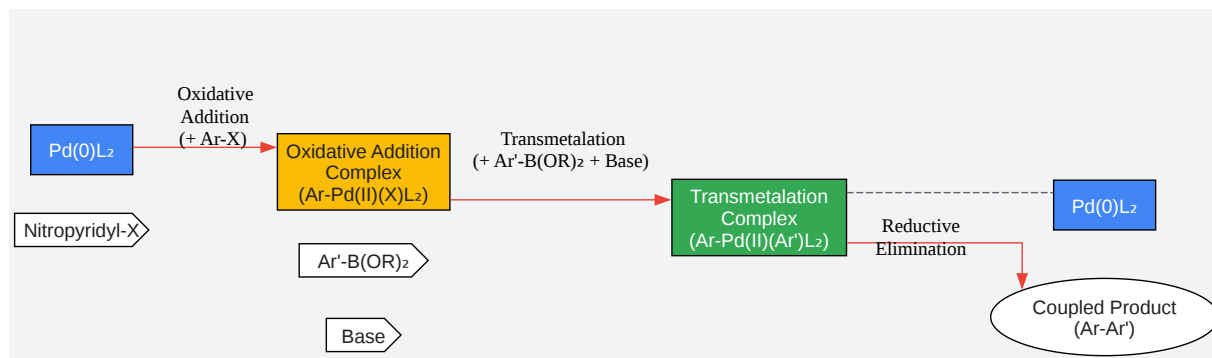 Oxidative
Addition
(+ Ar-X)
Pd(0)L₂
Oxidative Addition
Complex
(Ar-Pd(II)(X)L₂)
Transmetalation
(+ Ar'-B(OR)₂ + Base)
Transmetalation
Complex
(Ar-Pd(II)(Ar')L₂)
Pd(0)L₂
Nitropyridyl-X
Ar'-B(OR)₂
Base
Reductive
Elimination
Coupled Product
(Ar-Ar')